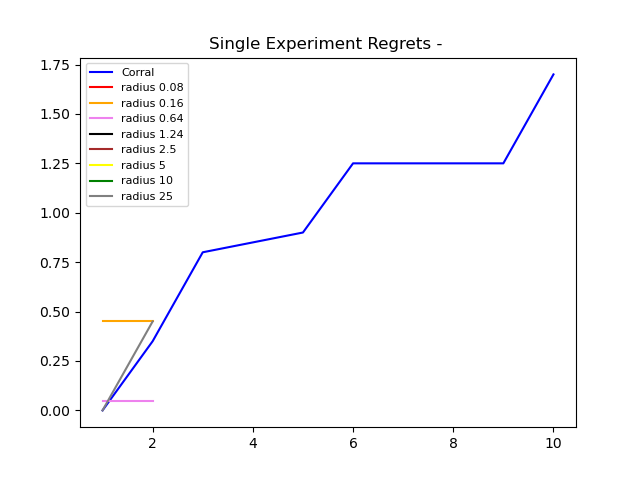 Single Experiment Regrets -
1.75
1.50
1.25
1.00
0.75
0.50
0.25
0.00
Corral
radius 0.08
radius 0.16
radius 0.64
radius 1.24
radius 2.5
radius 5
radius 10
radius 25
2 4 6 8 10